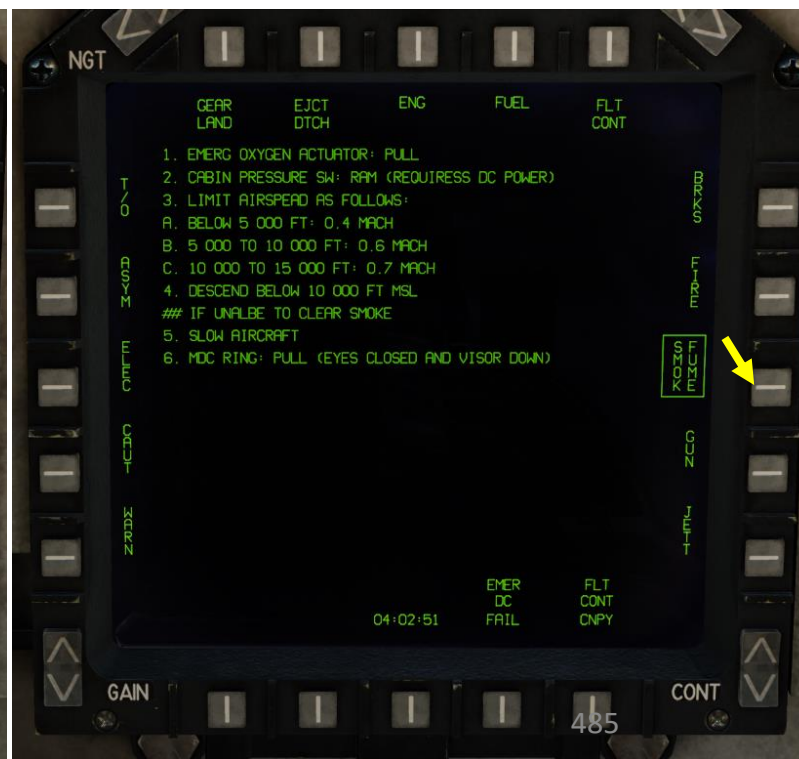 NGT
GEAR EJCT ENG FUEL FLT
LAND DTCH CONT
1. EMERG OXYGEN ACTUATOR: PULL
2. CABIN PRESSURE SW: RAM (REQUIRESS DC POWER)
3. LIMIT AIRSPEAD AS FOLLOWS:
A. BELOW 5 000 FT: 0.4 MACH
B. 5 000 TO 10 000 FT: 0.6 MACH
C. 10 000 TO 15 000 FT: 0.7 MACH
4. DESCEND BELOW 10 000 FT MSL
## IF UNALBE TO CLEAR SMOKE
5. SLOW AIRCRAFT
6. MDC RING: PULL (EYES CLOSED AND VISOR DOWN)
T/O
ASYM
ELEC
CAUT
WARN
BRKS
FIRE
SMOK
FUME
GUN
JETT
EMER FLT
DC CONT
04:02:51 FAIL CNPY
GAIN
CONT
485